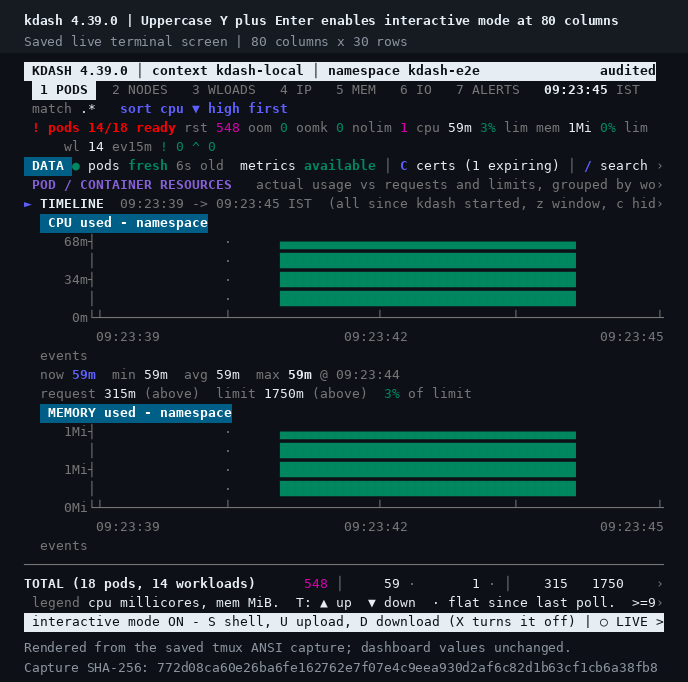 kdash 4.39.0 | Uppercase Y plus Enter enables interactive mode at 80 columns
Saved live terminal screen | 80 columns x 30 rows
KDASH 4.39.0 │ context kdash-local │ namespace kdash-e2e audited
1 PODS 2 NODES 3 WLOADS 4 IP 5 MEM 6 IO 7 ALERTS 09:23:45 IST
match .* sort cpu ▼ high first
! pods 14/18 ready rst 548 oom 0 oomk 0 nolim 1 cpu 59m 3% lim mem 1Mi 0% lim
wl 14 ev15m ! 0 ^ 0
DATA ● pods fresh 6s old metrics available │ C certs (1 expiring) │ / search ›
POD / CONTAINER RESOURCES actual usage vs requests and limits, grouped by wo›
► TIMELINE 09:23:39 -> 09:23:45 IST (all since kdash started, z window, c hid›
CPU used - namespace
68m
34m
0m
09:23:39 09:23:42 09:23:45
events
now 59m min 59m avg 59m max 59m @ 09:23:44
request 315m (above) limit 1750m (above) 3% of limit
MEMORY used - namespace
1Mi
1Mi
0Mi
09:23:39 09:23:42 09:23:45
events
TOTAL (18 pods, 14 workloads) 548 │ 59 · 1 · │ 315 1750 ›
legend cpu millicores, mem MiB. T: ▲ up ▼ down · flat since last poll. >=9›
interactive mode ON - S shell, U upload, D download (X turns it off) | ○ LIVE >
Rendered from the saved tmux ANSI capture; dashboard values unchanged.
Capture SHA-256: 772d08ca60e26ba6fe162762e7f07e4c9eea930d2af6c82d1b63cf1cb6a38fb8